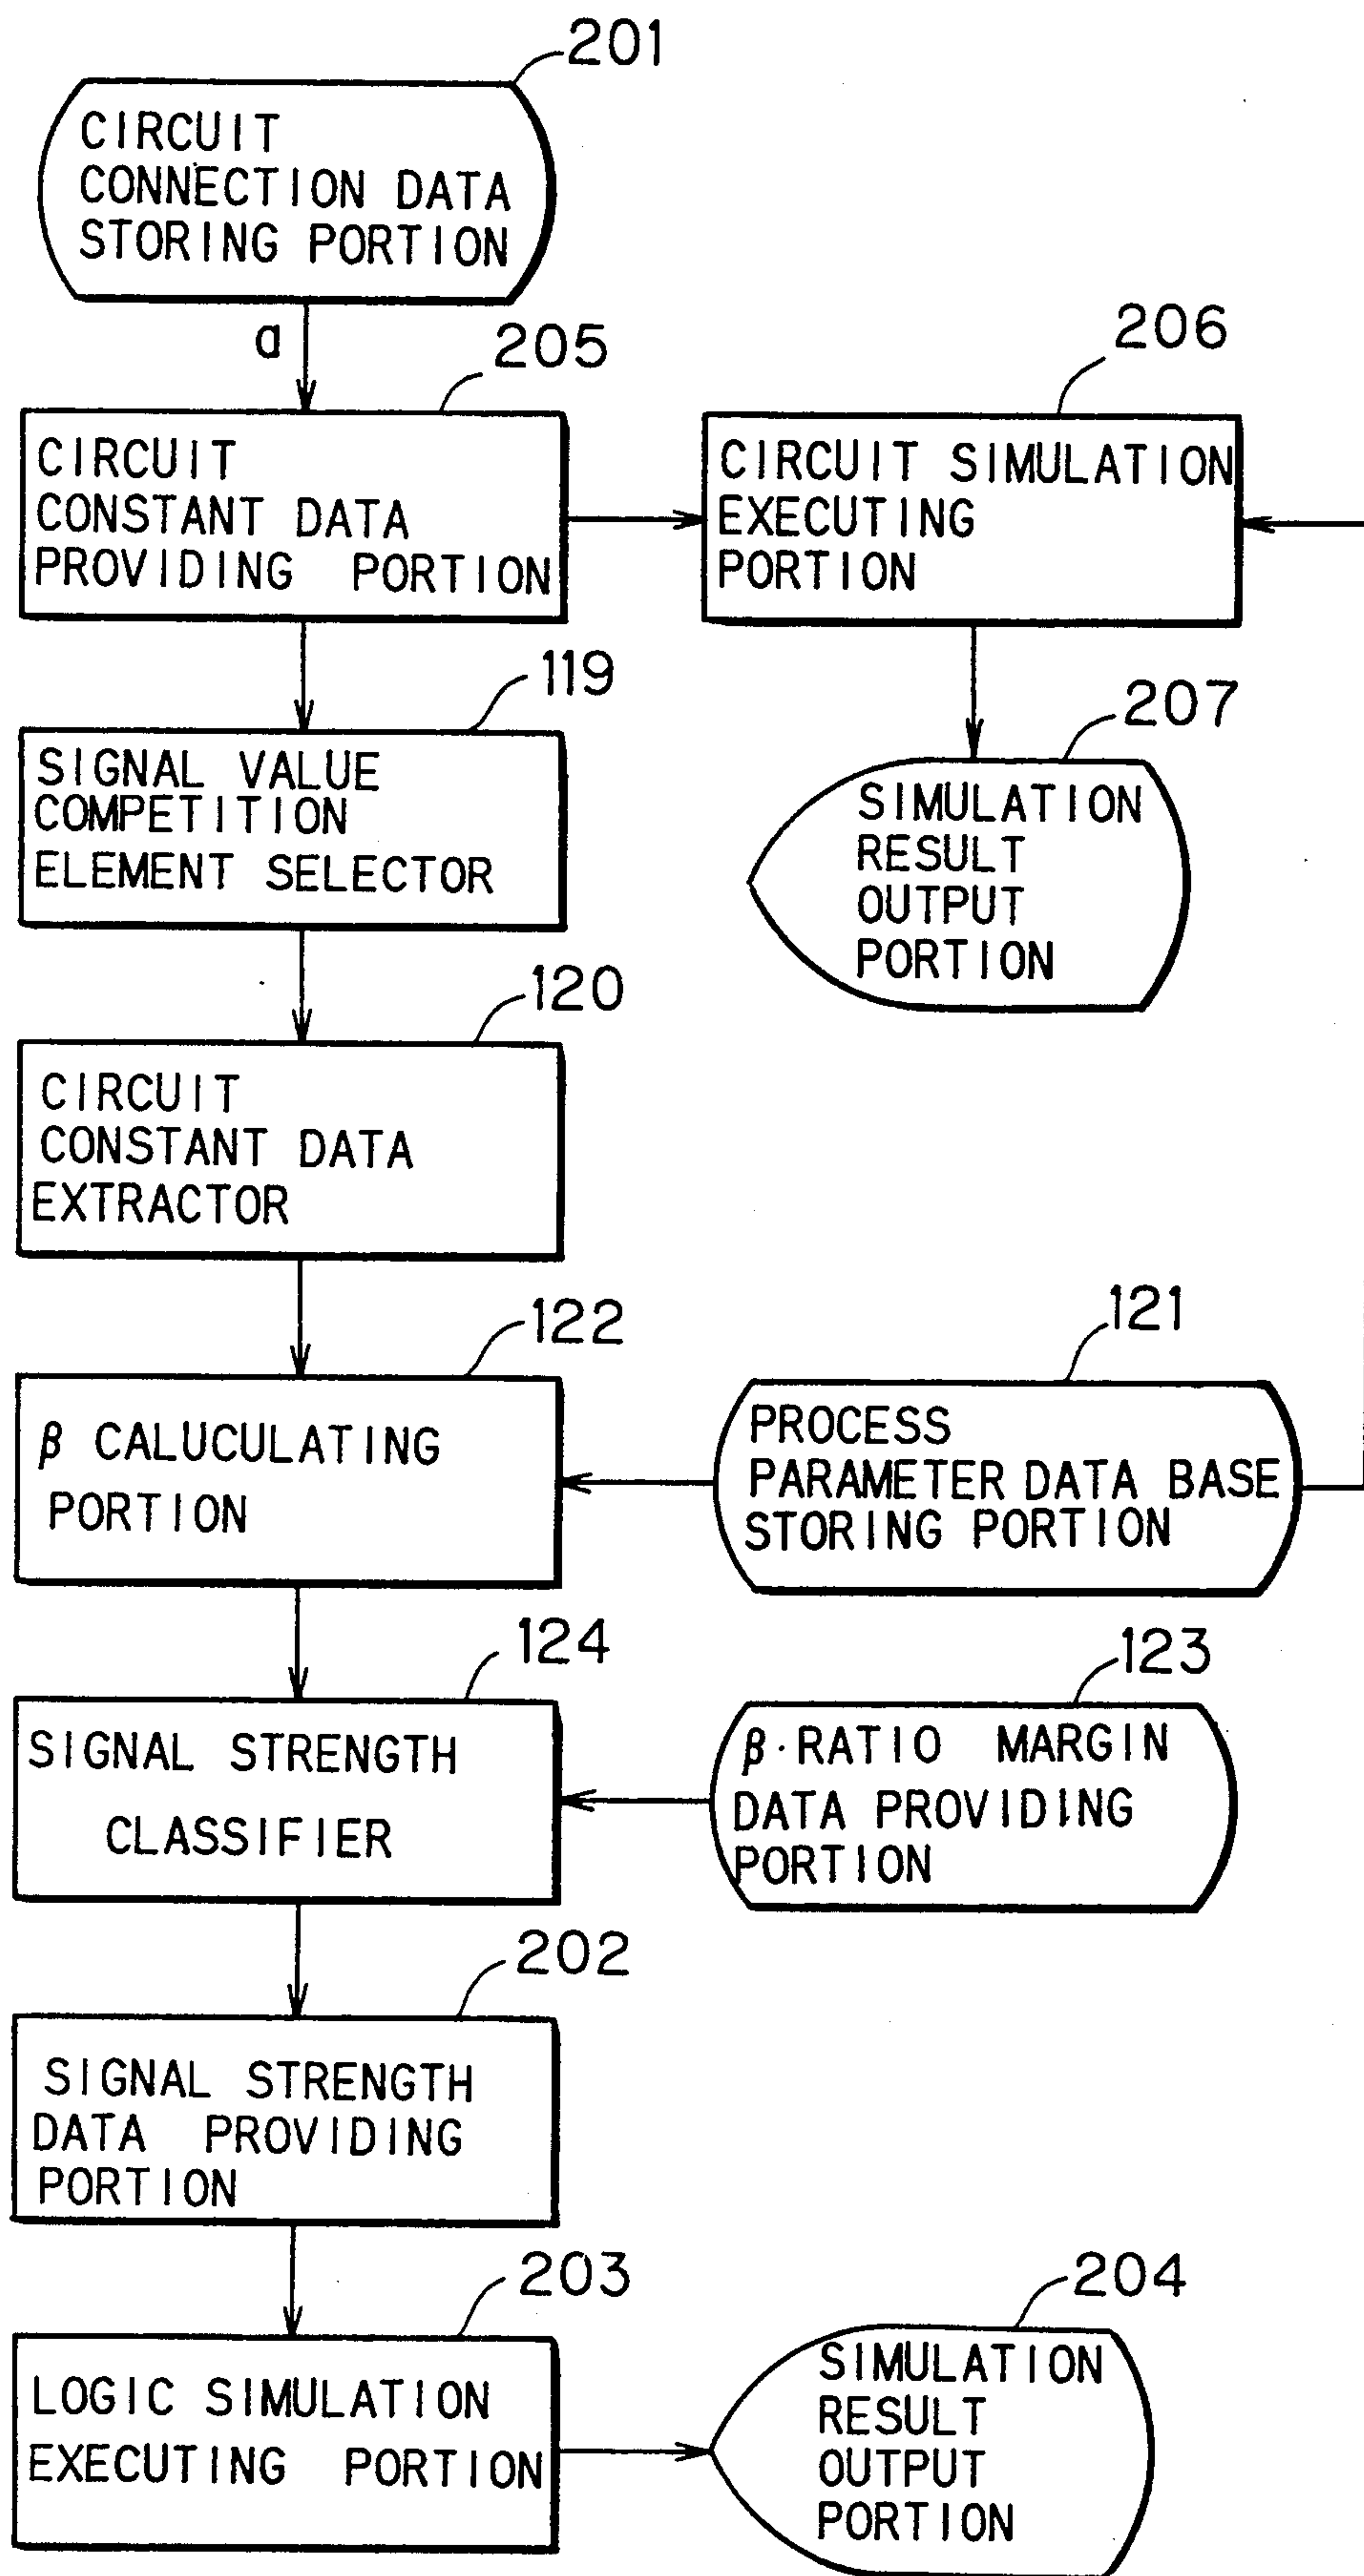 201
CIRCUIT
CONNECTION DATA
STORING PORTION
a
205
CIRCUIT
CONSTANT DATA
PROVIDING PORTION
206
CIRCUIT SIMULATION
EXECUTING
PORTION
119
SIGNAL VALUE
COMPETITION
ELEMENT SELECTOR
207
SIMULATION
RESULT
OUTPUT
PORTION
120
CIRCUIT
CONSTANT DATA
EXTRACTOR
122
β CALUCULATING
PORTION
121
PROCESS
PARAMETER DATA BASE
STORING PORTION
124
SIGNAL STRENGTH
CLASSIFIER
123
β·RATIO MARGIN
DATA PROVIDING
PORTION
202
SIGNAL STRENGTH
DATA PROVIDING
PORTION
203
LOGIC SIMULATION
EXECUTING PORTION
204
SIMULATION
RESULT
OUTPUT
PORTION